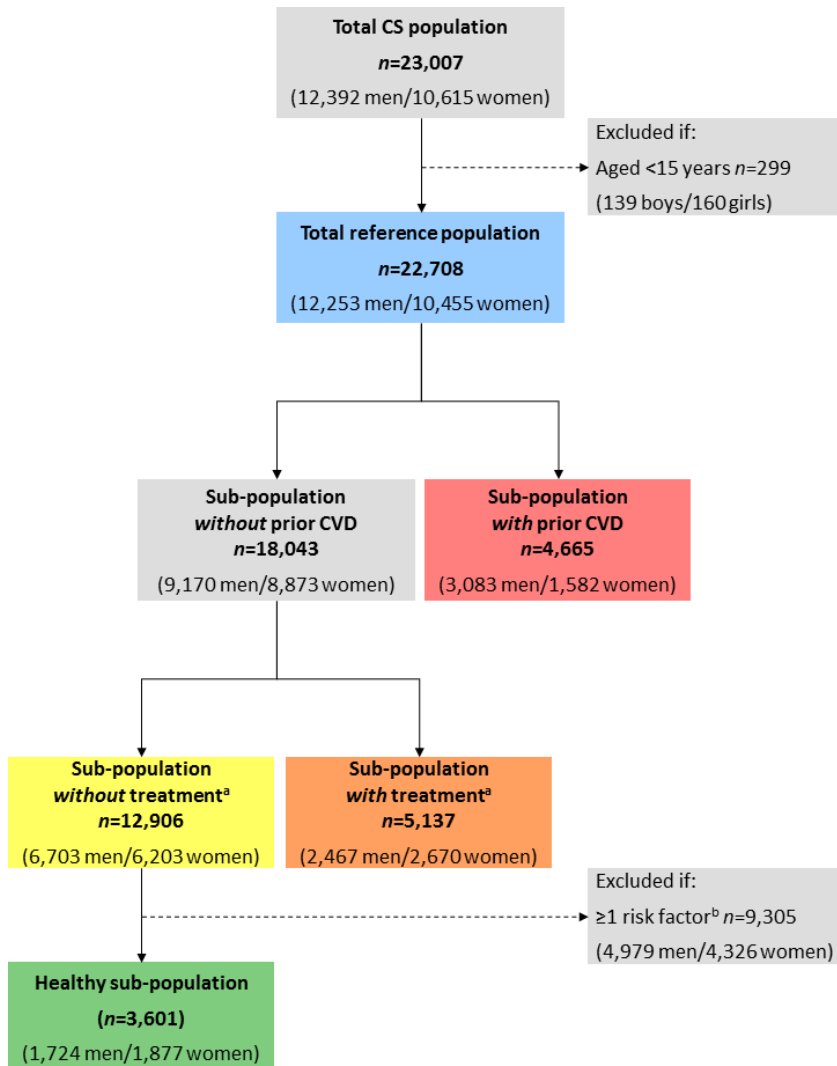 Total CS population
n=23,007
(12,392 men/10,615 women)
Excluded if:
Aged <15 years n=299
(139 boys/160 girls)
Total reference population
n=22,708
(12,253 men/10,455 women)
Sub-population
without prior CVD
n=18,043
(9,170 men/8,873 women)
Sub-population
with prior CVD
n=4,665
(3,083 men/1,582 women)
Sub-population
without treatmentᵃ
n=12,906
(6,703 men/6,203 women)
Sub-population
with treatmentᵃ
n=5,137
(2,467 men/2,670 women)
Excluded if:
≥1 risk factorᵇ n=9,305
(4,979 men/4,326 women)
Healthy sub-population
(n=3,601)
(1,724 men/1,877 women)